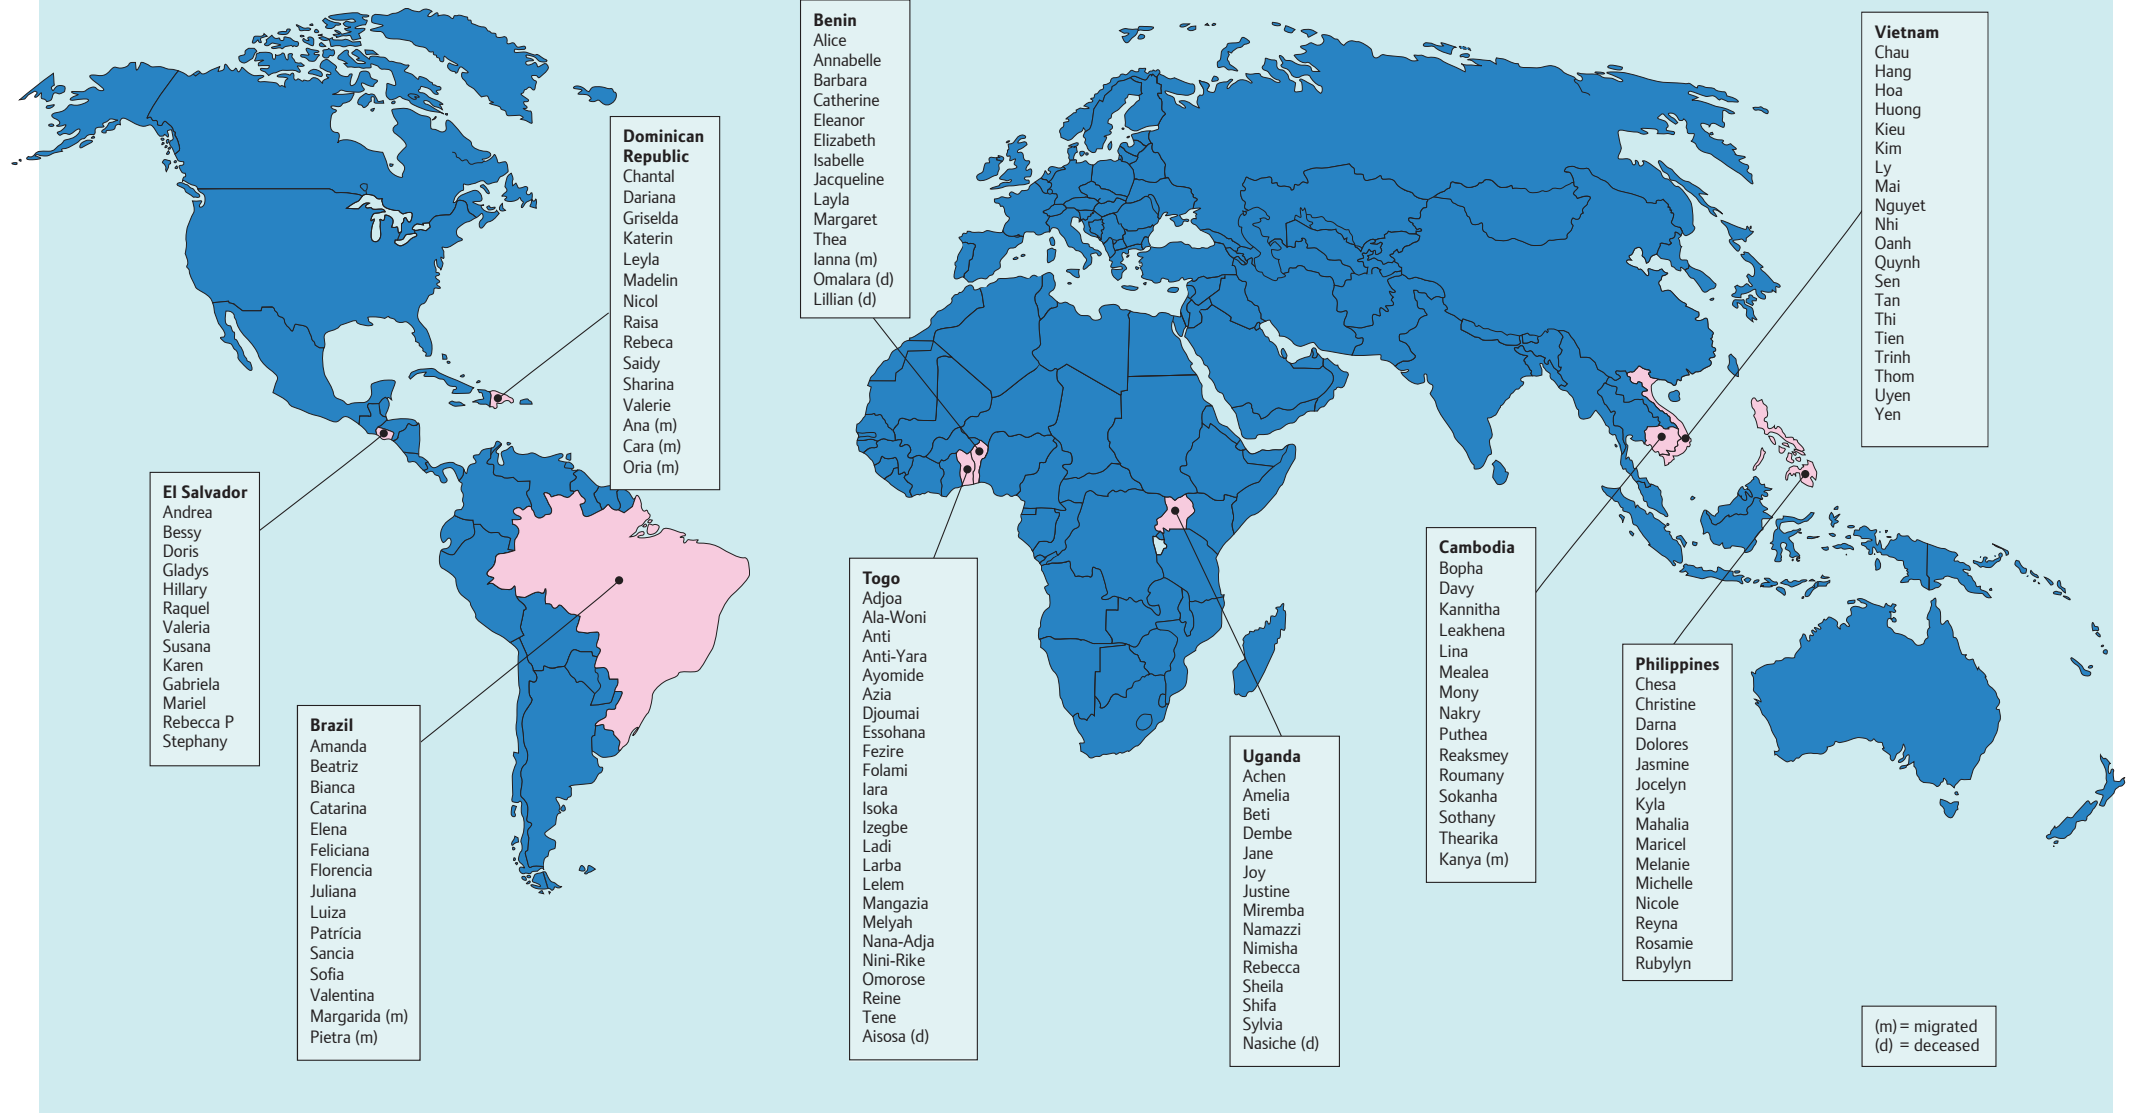 Benin
Alice
Annabelle
Barbara
Catherine
Eleanor
Elizabeth
Isabelle
Jacqueline
Layla
Margaret
Thea
Ianna (m)
Omalara (d)
Lillian (d)
Vietnam
Chau
Hang
Hoa
Huong
Kieu
Kim
Ly
Mai
Nguyet
Nhi
Oanh
Quynh
Sen
Tan
Thi
Tien
Trinh
Thom
Uyen
Yen
Dominican
Republic
Chantal
Dariana
Griselda
Katerin
Leyla
Madelin
Nicol
Raisa
Rebeca
Saidy
Sharina
Valerie
Ana (m)
Cara (m)
Oria (m)
El Salvador
Andrea
Bessy
Doris
Gladys
Hillary
Raquel
Valeria
Susana
Karen
Gabriela
Mariel
Rebecca P
Stephany
Brazil
Amanda
Beatriz
Bianca
Catarina
Elena
Feliciana
Florencia
Juliana
Luiza
Patrícia
Sancia
Sofia
Valentina
Margarida (m)
Pietra (m)
Togo
Adjoa
Ala-Woni
Anti
Anti-Yara
Ayomide
Azia
Djoumai
Essohana
Fezire
Folami
Iara
Isoka
Izegbe
Ladi
Larba
Lelem
Mangazia
Melyah
Nana-Adja
Nini-Rike
Omorose
Reine
Tene
Aisosa (d)
Uganda
Achen
Amelia
Beti
Dembe
Jane
Joy
Justine
Miremba
Namazzi
Nimisha
Rebecca
Sheila
Shifa
Sylvia
Nasiche (d)
Cambodia
Bopha
Davy
Kannitha
Leakhena
Lina
Mealea
Mony
Nakry
Puthea
Reaksmey
Roumany
Sokanha
Sothany
Thearika
Kanya (m)
Philippines
Chesa
Christine
Darna
Dolores
Jasmine
Jocelyn
Kyla
Mahalia
Maricel
Melanie
Michelle
Nicole
Reyna
Rosamie
Rubylyn
(m) = migrated
(d) = deceased